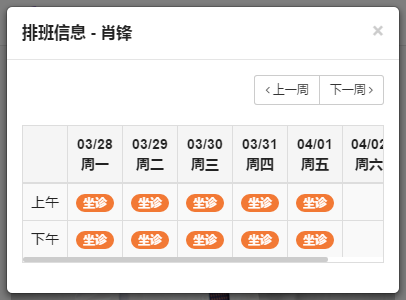 排班信息 - 肖锋
×
‹ 上一周 下一周 ›
03/28 03/29 03/30 03/31 04/01 04/02
周一 周二 周三 周四 周五 周六
上午 坐诊 坐诊 坐诊 坐诊 坐诊
下午 坐诊 坐诊 坐诊 坐诊 坐诊